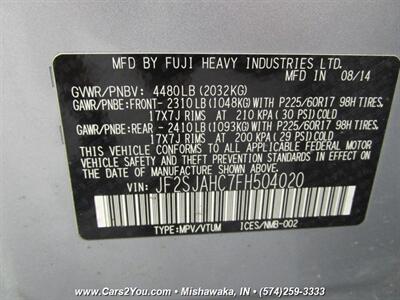 MFD. BY FUJI HEAVY INDUSTRIES LTD.
MFD IN 08/14
GVWR/PNBV: 4480LB(2032KG)
GAWR/PNBE:FRONT- 2310LB(1048KG)WITH P225/60R17 98H TIRES,
17X7J RIMS AT 210 KPA(30 PSI)COLD
GAWR/PNBE:REAR - 2410LB(1093KG)WITH P225/60R17 98H TIRES,
17X7J RIMS AT 200 KPA(29 PSI)COLD
THIS VEHICLE CONFORMS TO ALL APPLICABLE
FEDERAL MOTOR VEHICLE SAFETY
STANDARDS IN EFFECT ON THE DATE
OF MANUFACTURE SHOWN ABOVE.
VIN: JF2SJAHC7FH504020
TYPE:MPV/VTUM ICES/NMB-002
www.Cars2You.com - Mishawaka, IN (574)259-3333